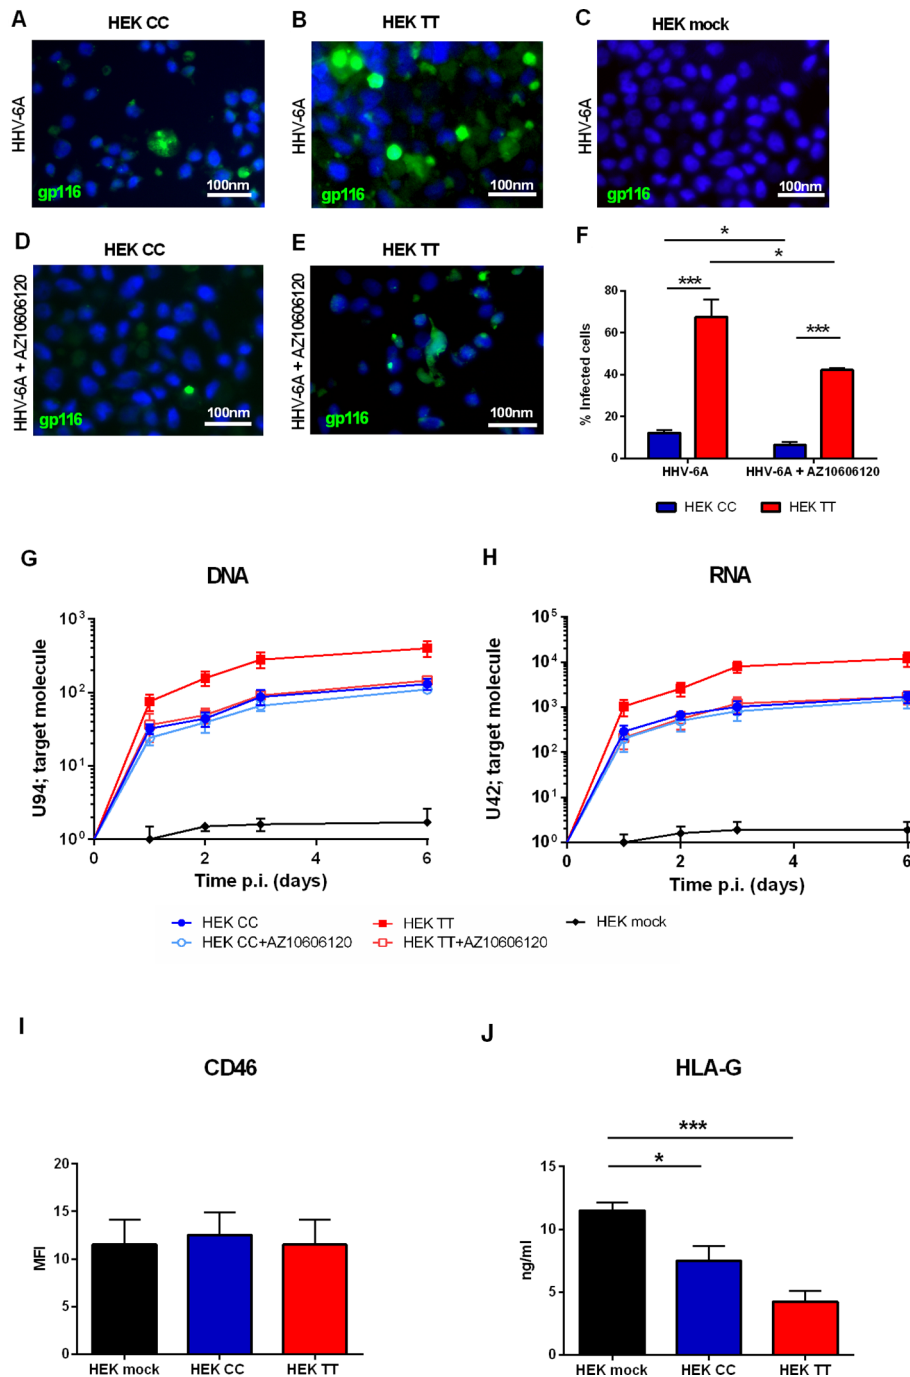 A HEK CC
HHV-6A
gp116
100nm
B HEK TT
100nm
C HEK mock
HHV-6A
gp116
100nm
D HEK CC
HHV-6A + AZ10606120
gp116
100nm
E HEK TT
HHV-6A + AZ10606120
gp116
100nm
F
*
*
***
***
% Infected cells
80
60
40
20
0
HHV-6A HHV-6A + AZ10606120
HEK CC HEK TT
G
DNA
U94; target molecule
10³
10²
10¹
10⁰
0 2 4 6
Time p.i. (days)
H
RNA
U42; target molecule
10⁵
10⁴
10³
10²
10¹
10⁰
0 2 4 6
Time p.i. (days)
HEK CC HEK TT HEK mock
HEK CC+AZ10606120 HEK TT+AZ10606120
I
CD46
MFI
20
15
10
5
0
HEK mock HEK CC HEK TT
J
HLA-G
***
*
ng/ml
15
10
5
0
HEK mock HEK CC HEK TT